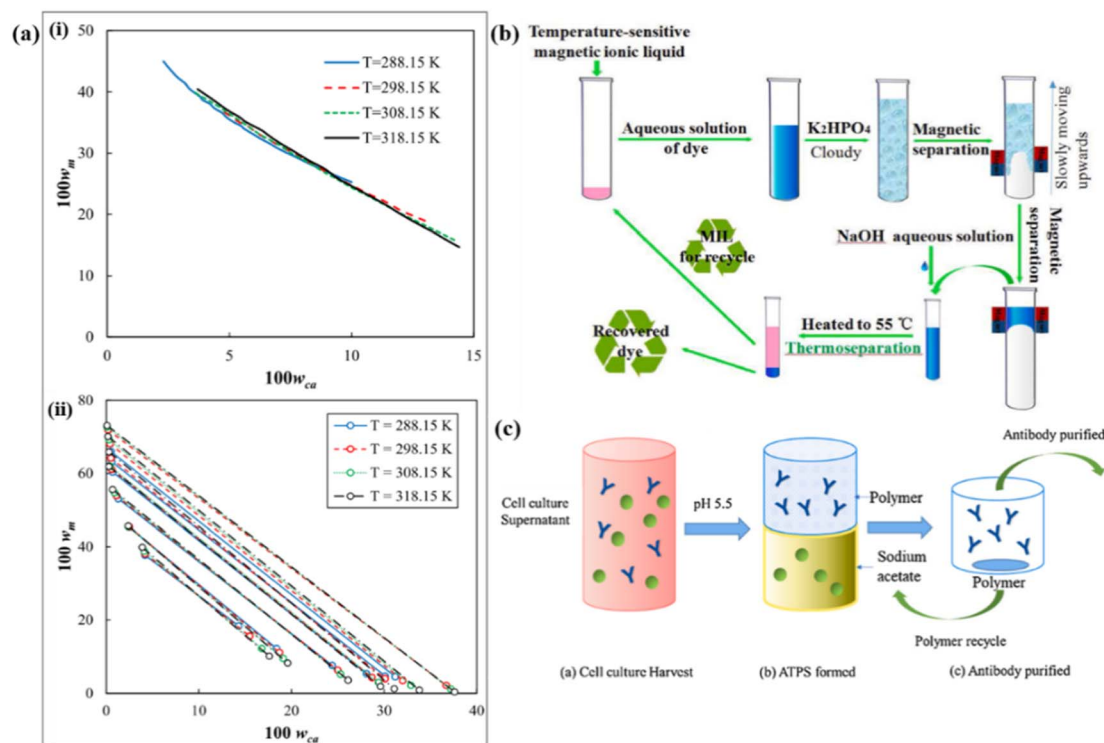 (a)
(i)
50
40
30
20
10
0
100w_m
T=288.15 K
T=298.15 K
T=308.15 K
T=318.15 K
0 5 10 15
100w_ca
(ii)
80
60
40
20
0
100 w_m
T = 288.15 K
T = 298.15 K
T = 308.15 K
T = 318.15 K
0 10 20 30 40
100 w_ca
(b)
Temperature-sensitive
magnetic ionic liquid
Aqueous solution
of dye
K2HPO4
Cloudy
Magnetic
separation
Slowly moving
upwards
Magnetic
separation
NaOH aqueous solution
MIL
for recycle
Heated to 55 ℃
Thermoseparation
Recovered
dye
(c)
Antibody purified
Cell culture
Supernatant
pH 5.5
Polymer
Sodium
acetate
Polymer
Polymer recycle
(a) Cell culture Harvest
(b) ATPS formed
(c) Antibody purified